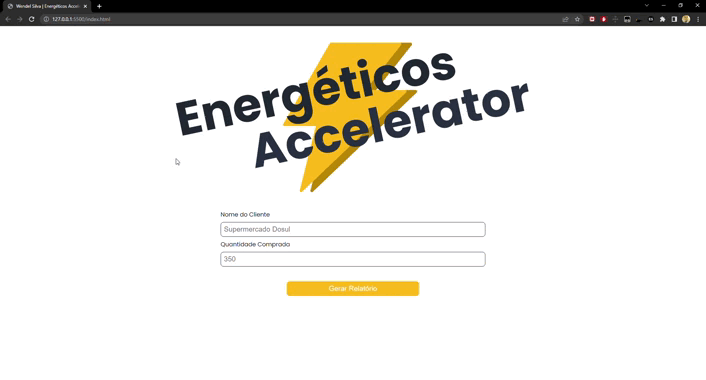 Wendel Silva | Energéticos Accel
127.0.0.1:5500/index.html
Energéticos
Accelerator
Nome do Cliente
Supermercado Dosul
Quantidade Comprada
350
Gerar Relatório